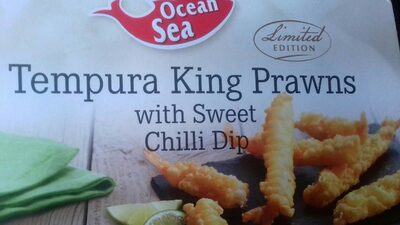 Ocean
Sea
Limited
EDITION
Tempura King Prawns
with Sweet
Chilli Dip